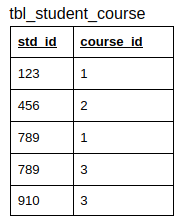 tbl_student_course
std_id course_id
123 1
456 2
789 1
789 3
910 3